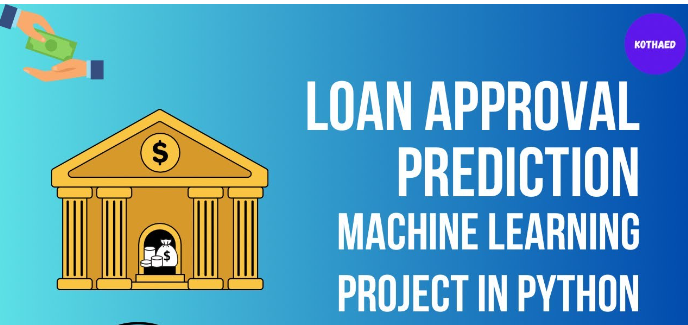 KOTHAED
LOAN APPROVAL
PREDICTION
MACHINE LEARNING
PROJECT IN PYTHON
$
$